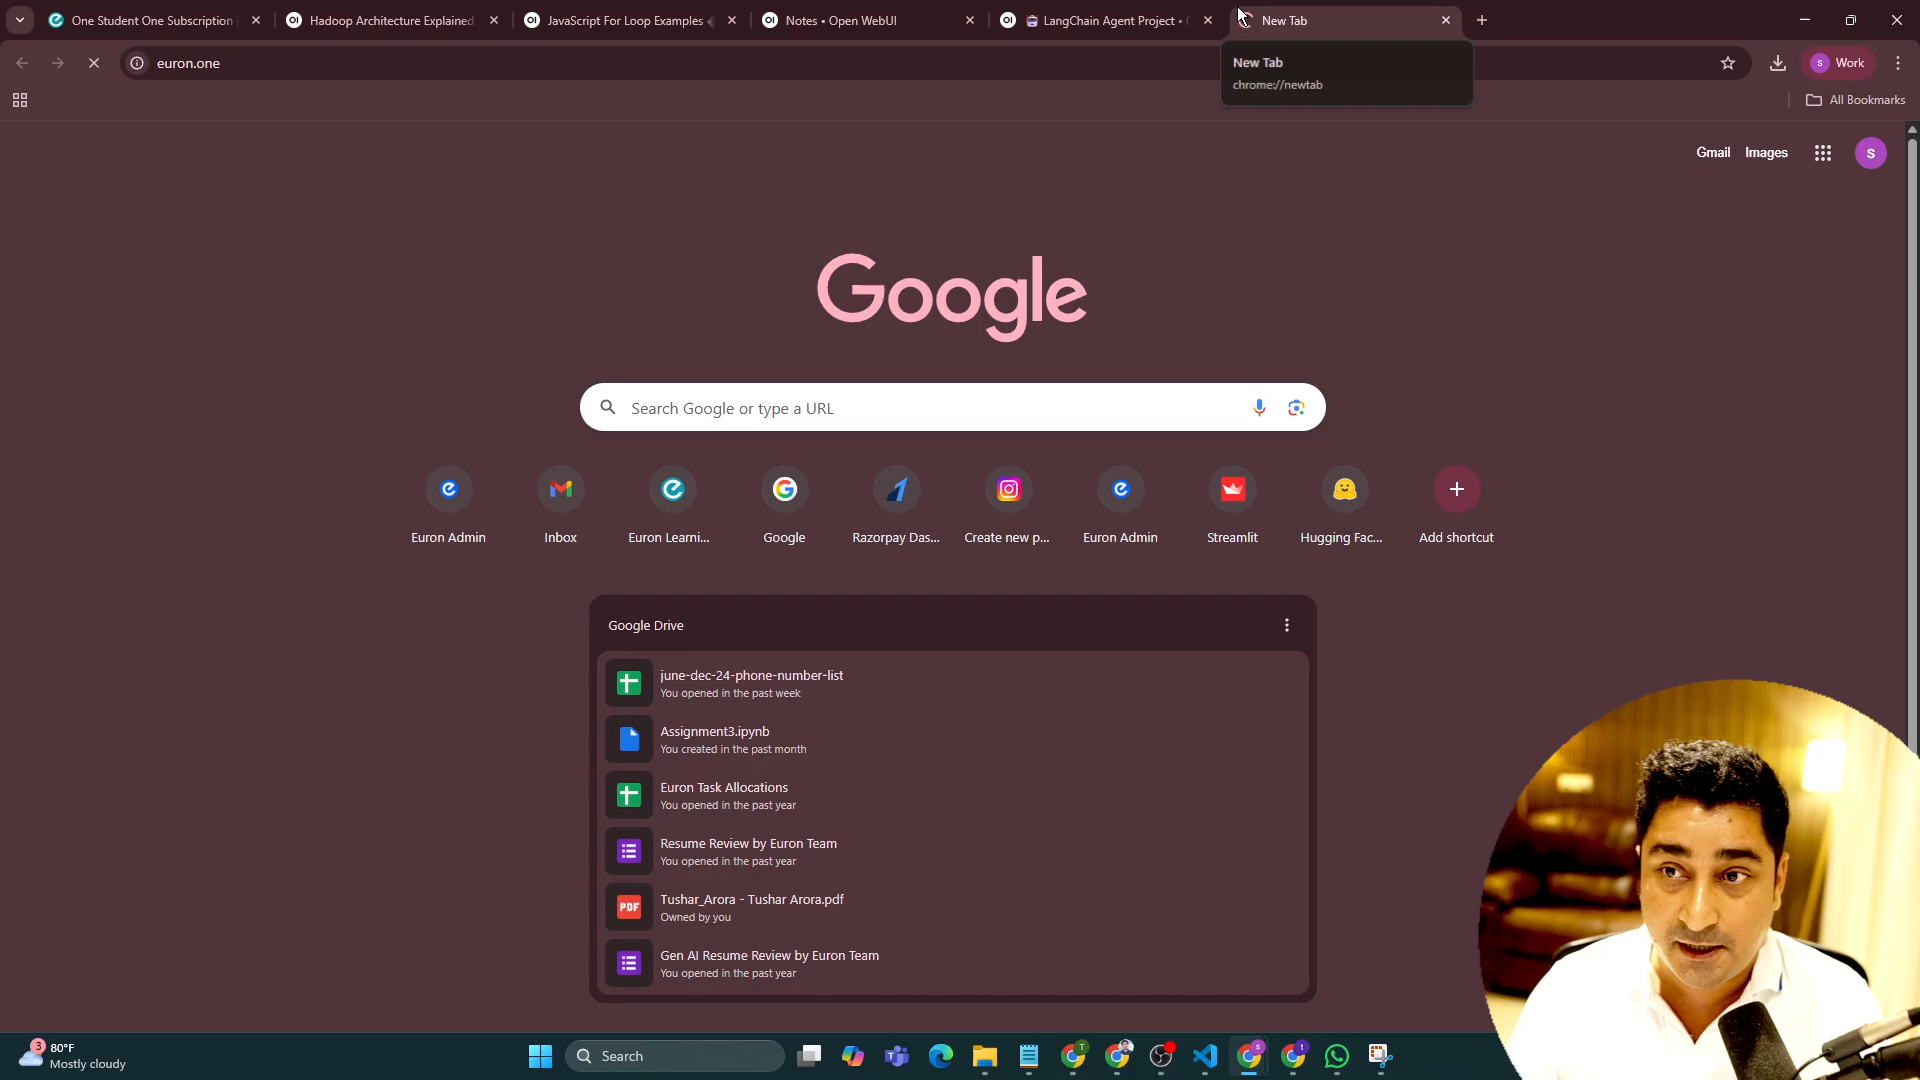 One Student One Subscription
Hadoop Architecture Explained
JavaScript For Loop Examples
Notes • Open WebUI
LangChain Agent Project •
New Tab
euron.one
Work
New Tab
chrome://newtab
All Bookmarks
Gmail Images
S
Google
Search Google or type a URL
Euron Admin
Inbox
Euron Learni...
Google
Razorpay Das...
Create new p...
Euron Admin
Streamlit
Hugging Fac...
Add shortcut
Google Drive
june-dec-24-phone-number-list
You opened in the past week
Assignment3.ipynb
You created in the past month
Euron Task Allocations
You opened in the past year
Resume Review by Euron Team
You opened in the past year
PDF
Tushar_Arora - Tushar Arora.pdf
Owned by you
Gen AI Resume Review by Euron Team
You opened in the past year
3
80°F
Mostly cloudy
Search